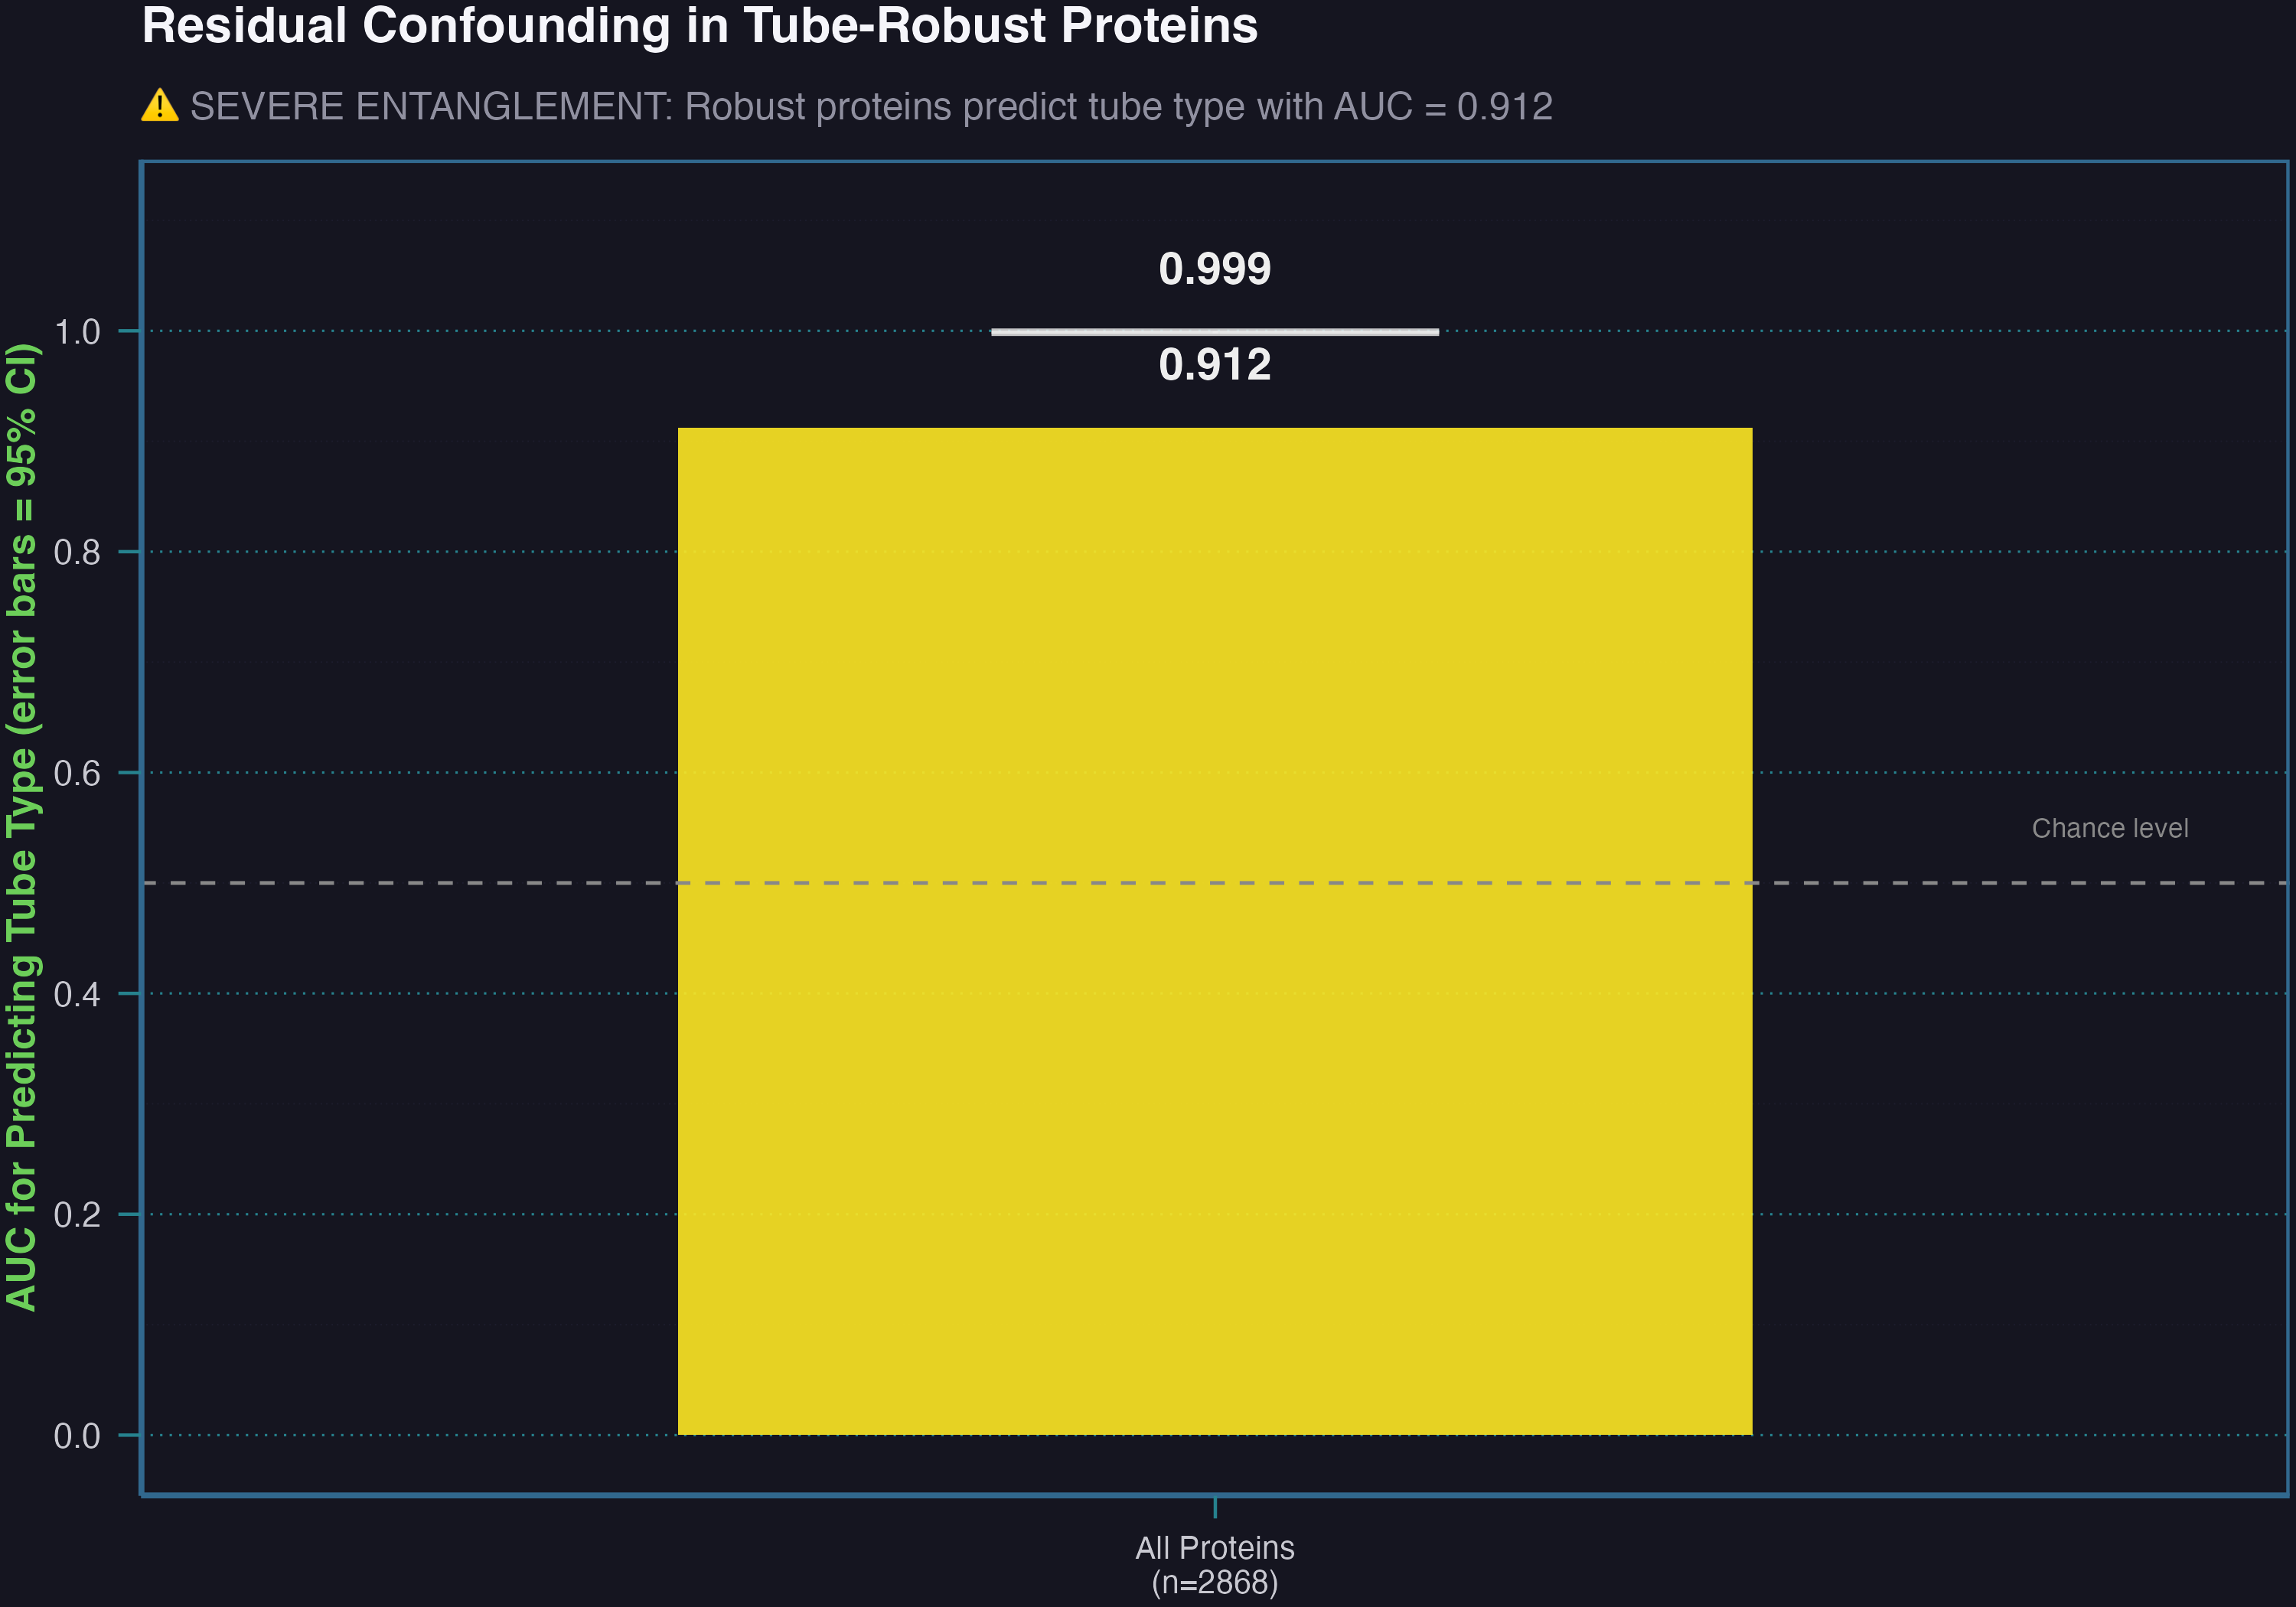 Residual Confounding in Tube-Robust Proteins
⚠️ SEVERE ENTANGLEMENT: Robust proteins predict tube type with AUC = 0.912
AUC for Predicting Tube Type (error bars = 95% CI)
0.999
1.0
0.912
0.8
0.6
Chance level
0.4
0.2
0.0
All Proteins
(n=2868)